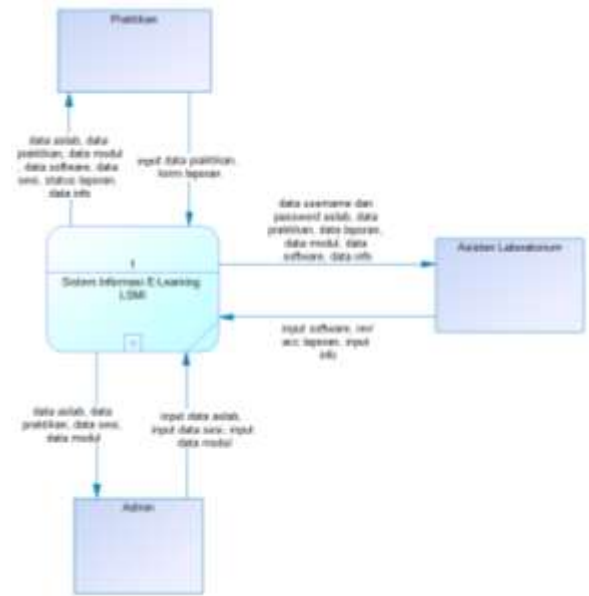 Praktikan
data aslab, data
praktikan, data modul
, data software, data
sesi, status laporan,
data info
input data praktikan,
kirim laporan
data username dan
password aslab, data
praktikan, data laporan,
data modul, data
software, data info
1
Sistem Informasi E-Learning
LSMI
Asisten Laboratorium
input software, rev/
acc laporan, input
info
data aslab, data
praktikan, data sesi,
data modul
input data aslab,
input data sesi, input
data modul
Admin